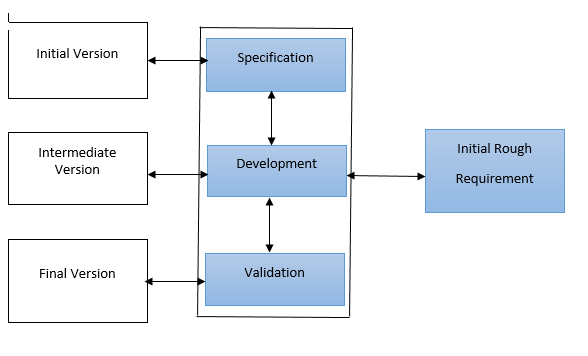 Initial Version
Specification
Intermediate
Version
Development
Initial Rough
Requirement
Final Version
Validation